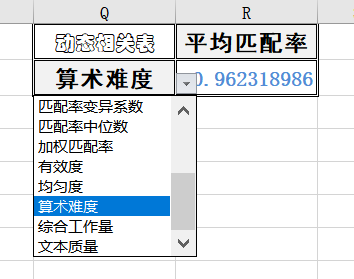 Q R
动态相关表 平均匹配率
算术难度 0.962318986
匹配率变异系数
匹配率中位数
加权匹配率
有效度
均匀度
算术难度
综合工作量
文本质量